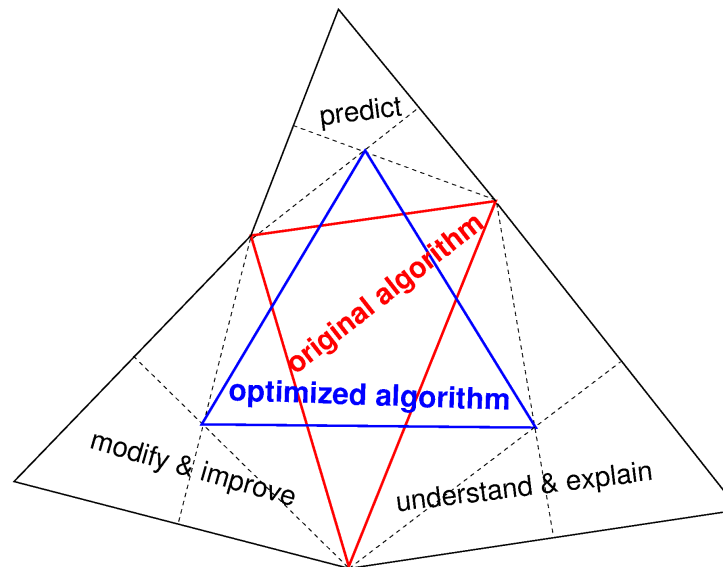 predict
original algorithm
optimized algorithm
modify & improve
understand & explain